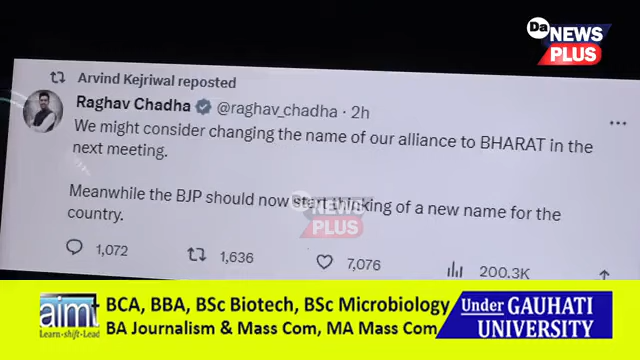 Da NEWS
PLUS
Arvind Kejriwal reposted
Raghav Chadha @raghav_chadha · 2h
We might consider changing the name of our alliance to BHARAT in the
next meeting.
Meanwhile the BJP should now start thinking of a new name for the
country.
Da NEWS
PLUS
1,072 1,636 7,076 200.3K
aim+
Learn-shift-Lead
BCA, BBA, BSc Biotech, BSc Microbiology
BA Journalism & Mass Com, MA Mass Com
Under GAUHATI
UNIVERSITY